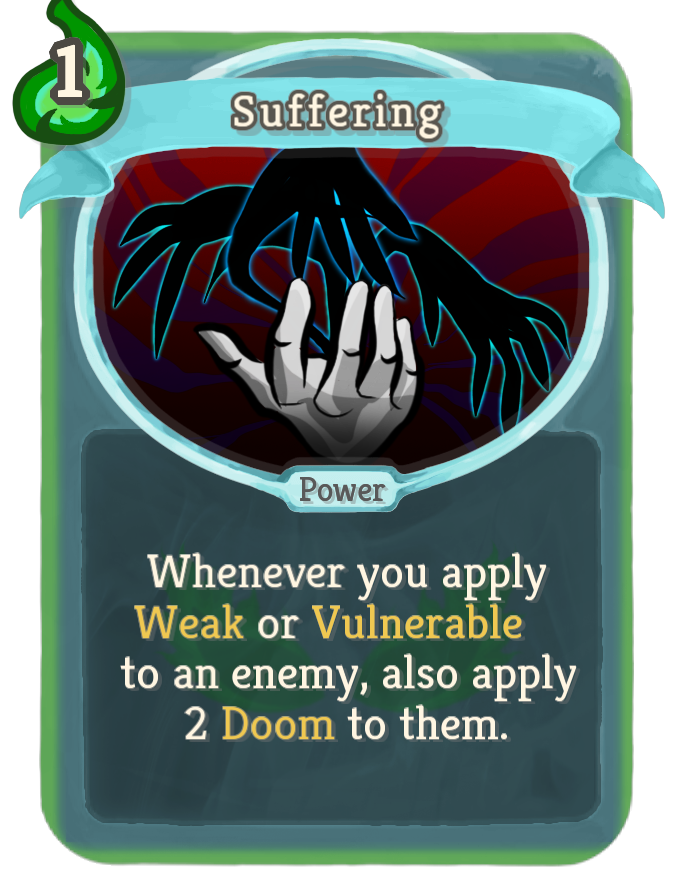 1
Suffering
Power
Whenever you apply
Weak or Vulnerable
to an enemy, also apply
2 Doom to them.